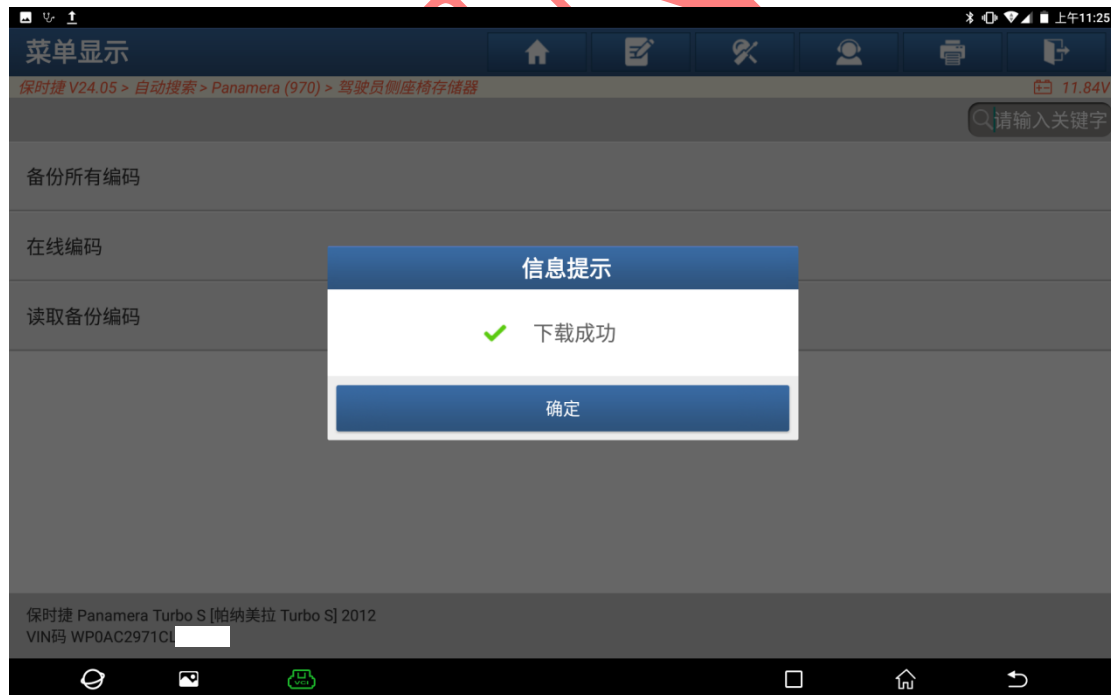 上午11:25
菜单显示
保时捷 V24.05 > 自动搜索 > Panamera (970) > 驾驶员侧座椅存储器
11.84V
请输入关键字
备份所有编码
在线编码
读取备份编码
信息提示
下载成功
确定
保时捷 Panamera Turbo S [帕纳美拉 Turbo S] 2012
VIN码 WP0AC2971CL
VCI